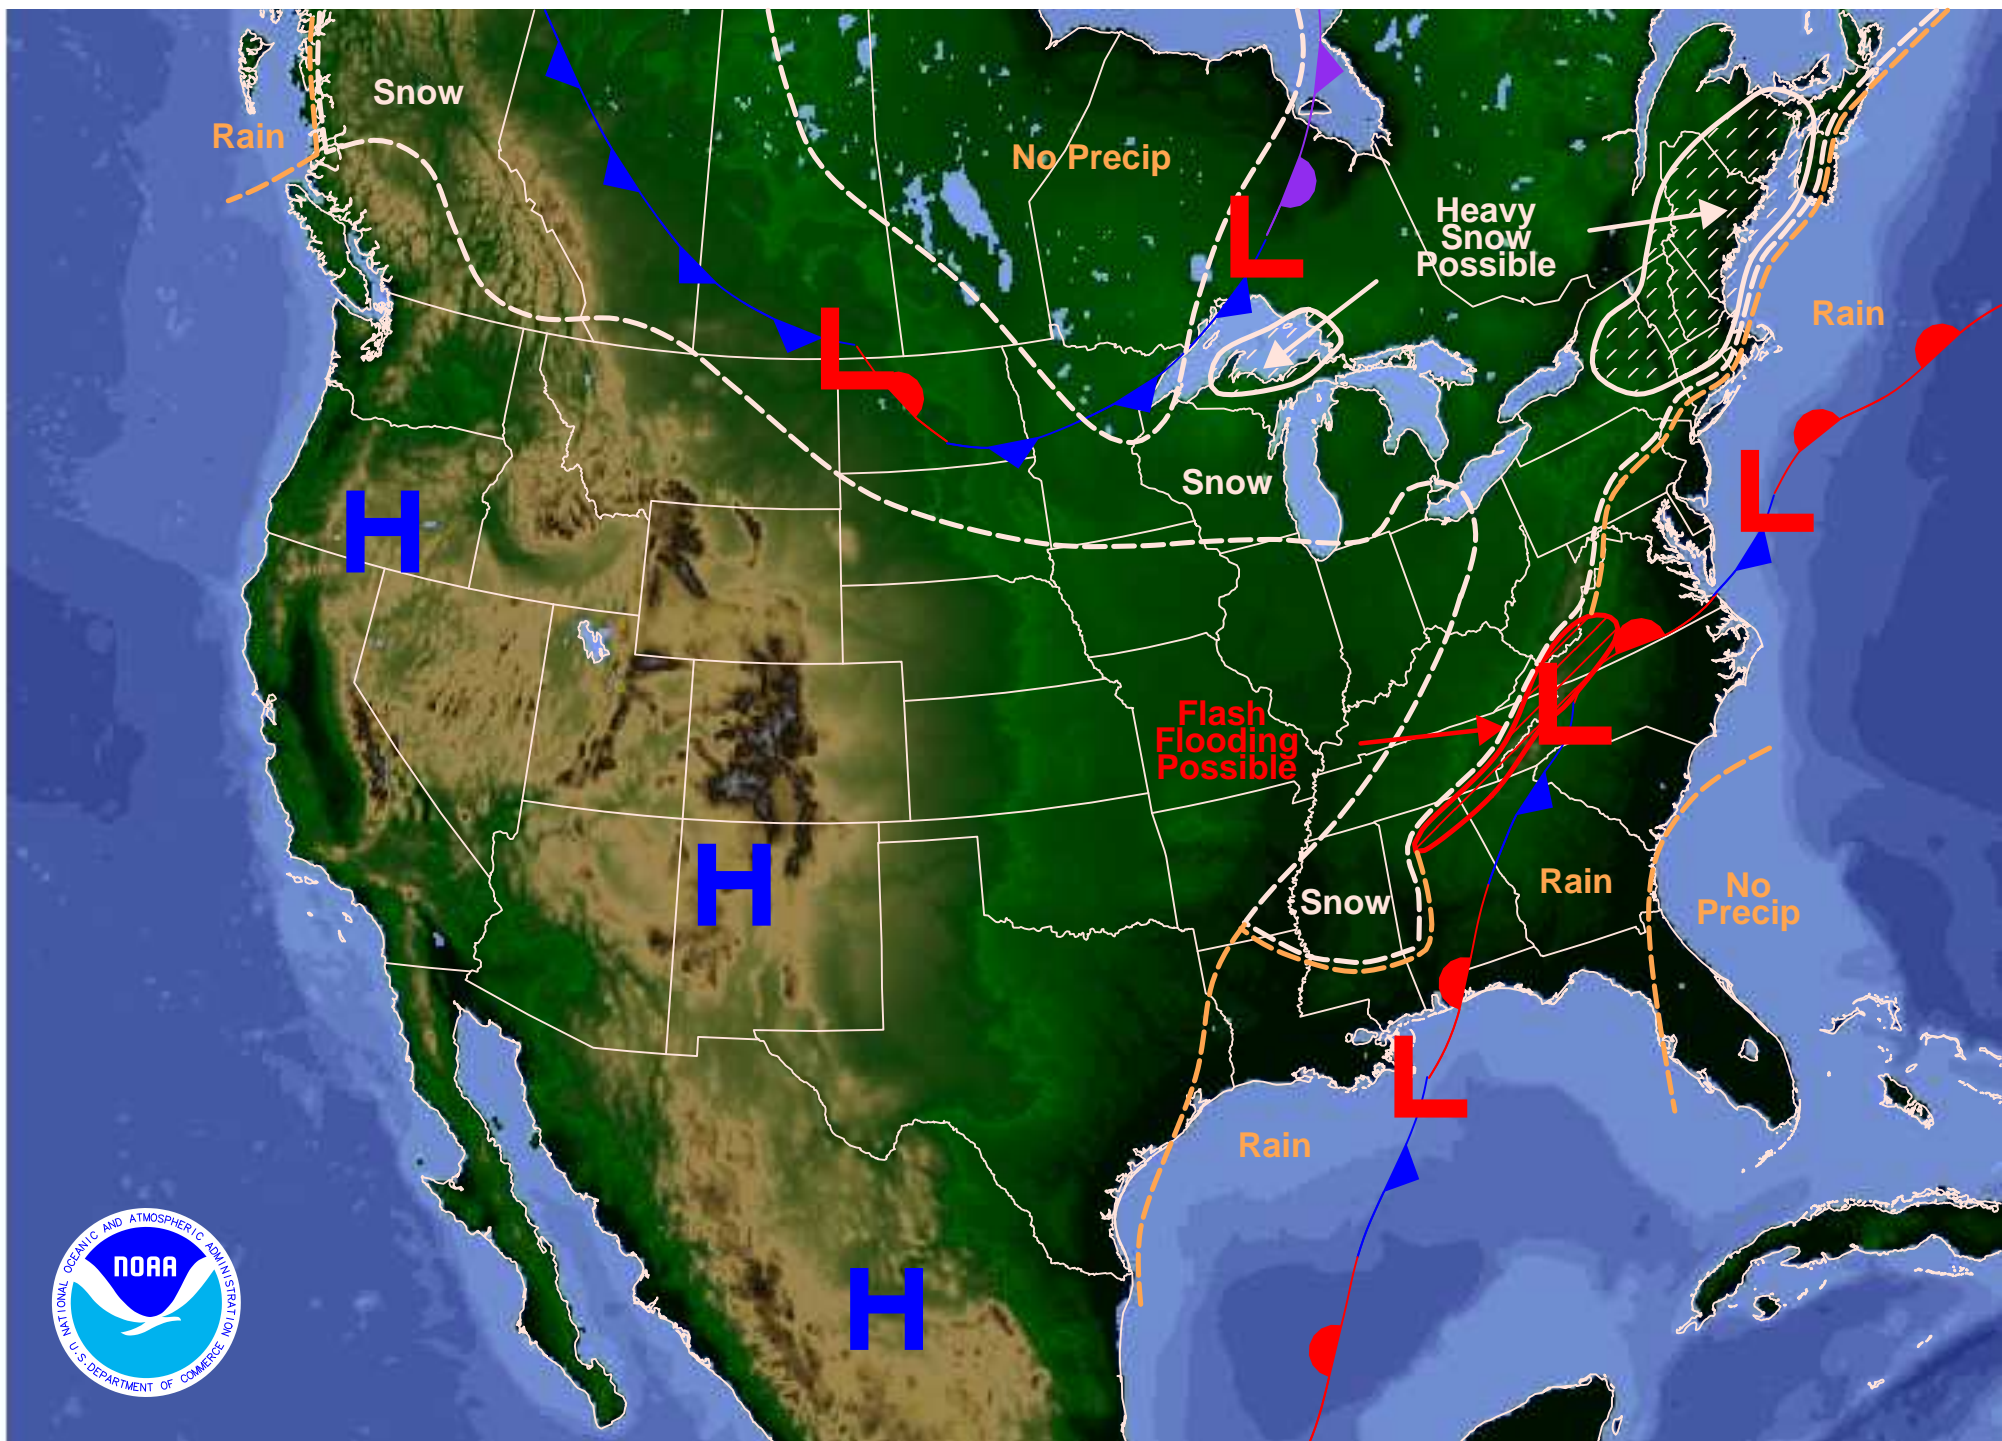 Snow
Rain
No Precip
Heavy
Snow
Possible
Rain
L
L
L
H
Snow
L
Flash
Flooding
Possible
H
Snow
Rain
No
Precip
L
Rain
H
NOAA
NATIONAL OCEANIC AND ATMOSPHERIC ADMINISTRATION
U.S. DEPARTMENT OF COMMERCE